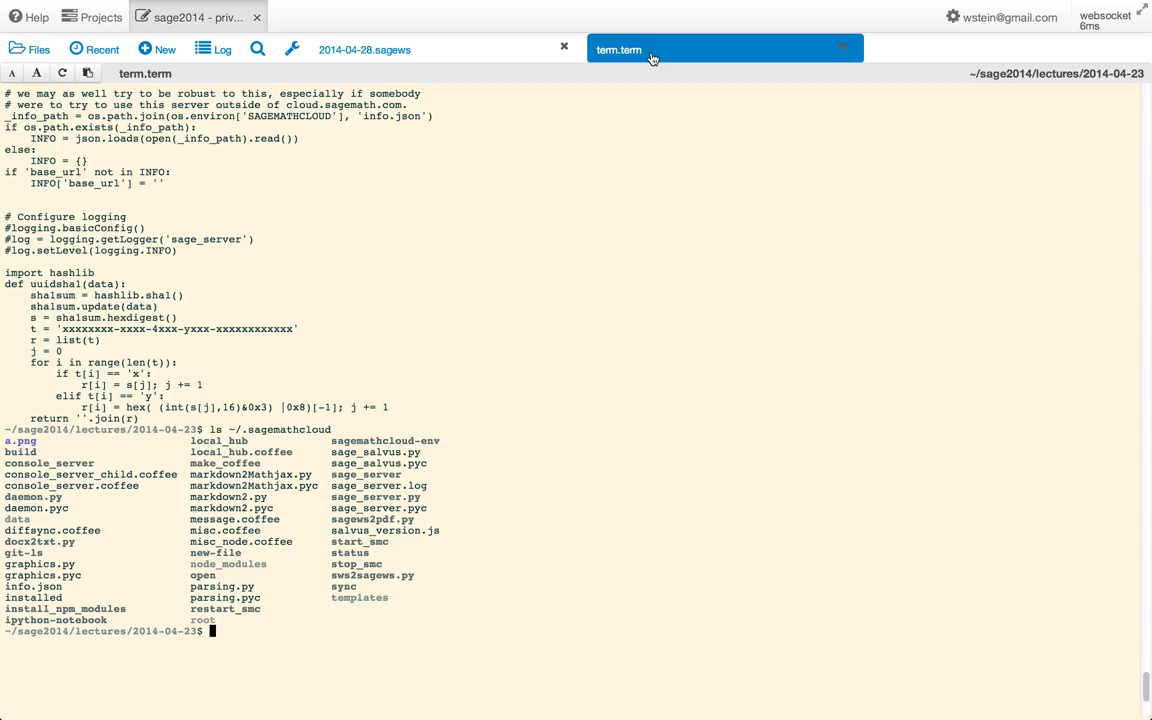 Help Projects sage2014 - priv... × wstein@gmail.com websocket
6ms
Files Recent New Log 2014-04-28.sagews × term.term ×
A A term.term ~/sage2014/lectures/2014-04-23
# we may as well try to be robust to this, especially if somebody
# were to try to use this server outside of cloud.sagemath.com.
_info_path = os.path.join(os.environ['SAGEMATHCLOUD'], 'info.json')
if os.path.exists(_info_path):
    INFO = json.loads(open(_info_path).read())
else:
    INFO = {}
if 'base_url' not in INFO:
    INFO['base_url'] = ''
# Configure logging
#logging.basicConfig()
#log = logging.getLogger('sage_server')
#log.setLevel(logging.INFO)
import hashlib
def uuidsha1(data):
    sha1sum = hashlib.sha1()
    sha1sum.update(data)
    s = sha1sum.hexdigest()
    t = 'xxxxxxxx-xxxx-4xxx-yxxx-xxxxxxxxxxxx'
    r = list(t)
    j = 0
    for i in range(len(t)):
        if t[i] == 'x':
            r[i] = s[j]; j += 1
        elif t[i] == 'y':
            r[i] = hex( (int(s[j],16)&0x3) |0x8)[-1]; j += 1
    return ''.join(r)
~/sage2014/lectures/2014-04-23$ ls ~/.sagemathcloud
a.png local_hub sagemathcloud-env
build local_hub.coffee sage_salvus.py
console_server make_coffee sage_salvus.pyc
console_server_child.coffee markdown2Mathjax.py sage_server
console_server.coffee markdown2Mathjax.pyc sage_server.log
daemon.py markdown2.py sage_server.py
daemon.pyc markdown2.pyc sage_server.pyc
data message.coffee sagews2pdf.py
diffsync.coffee misc.coffee salvus_version.js
docx2txt.py misc_node.coffee start_smc
git-ls new-file status
graphics.py node_modules stop_smc
graphics.pyc open sws2sagews.py
info.json parsing.py sync
installed parsing.pyc templates
install_npm_modules restart_smc
ipython-notebook root
~/sage2014/lectures/2014-04-23$